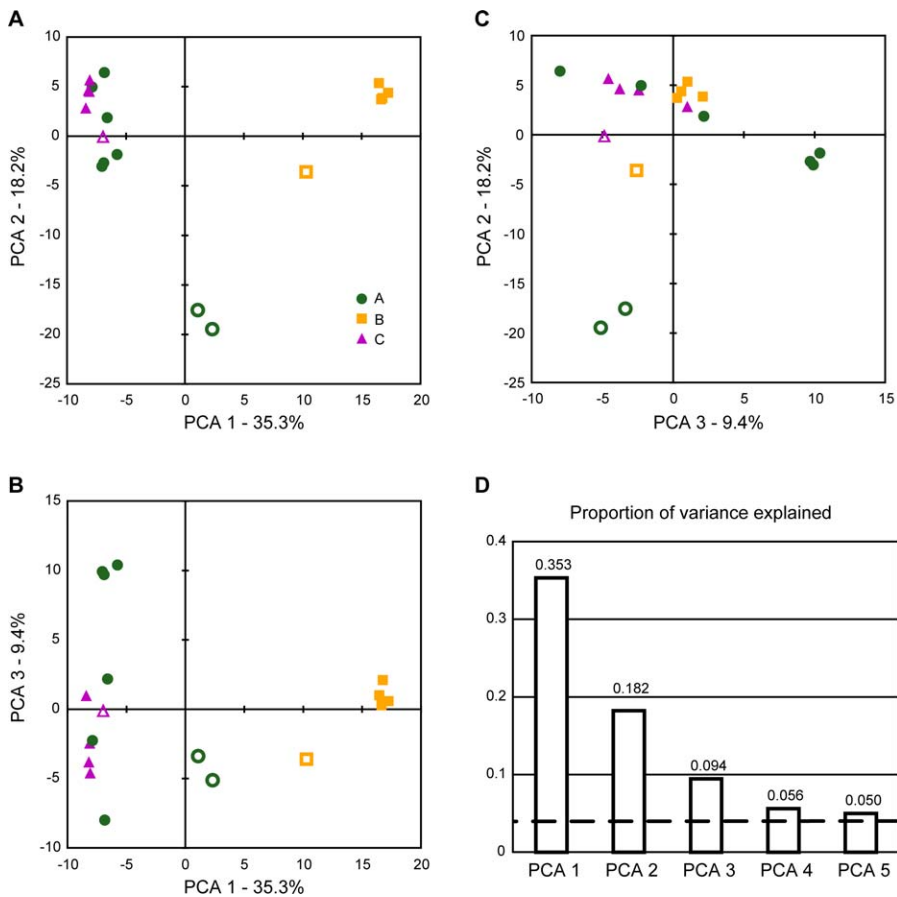 A
10
5
0
-5
-10
-15
-20
-25
PCA 2 - 18.2%
-10
-5
0
5
10
15
20
PCA 1 - 35.3%
A
B
C
C
10
5
0
-5
-10
-15
-20
-25
PCA 2 - 18.2%
-10
-5
0
5
10
15
PCA 3 - 9.4%
B
15
10
5
0
-5
-10
PCA 3 - 9.4%
-10
-5
0
5
10
15
20
PCA 1 - 35.3%
D
Proportion of variance explained
0.4
0.3
0.2
0.1
0
0.353
0.182
0.094
0.056
0.050
PCA 1
PCA 2
PCA 3
PCA 4
PCA 5